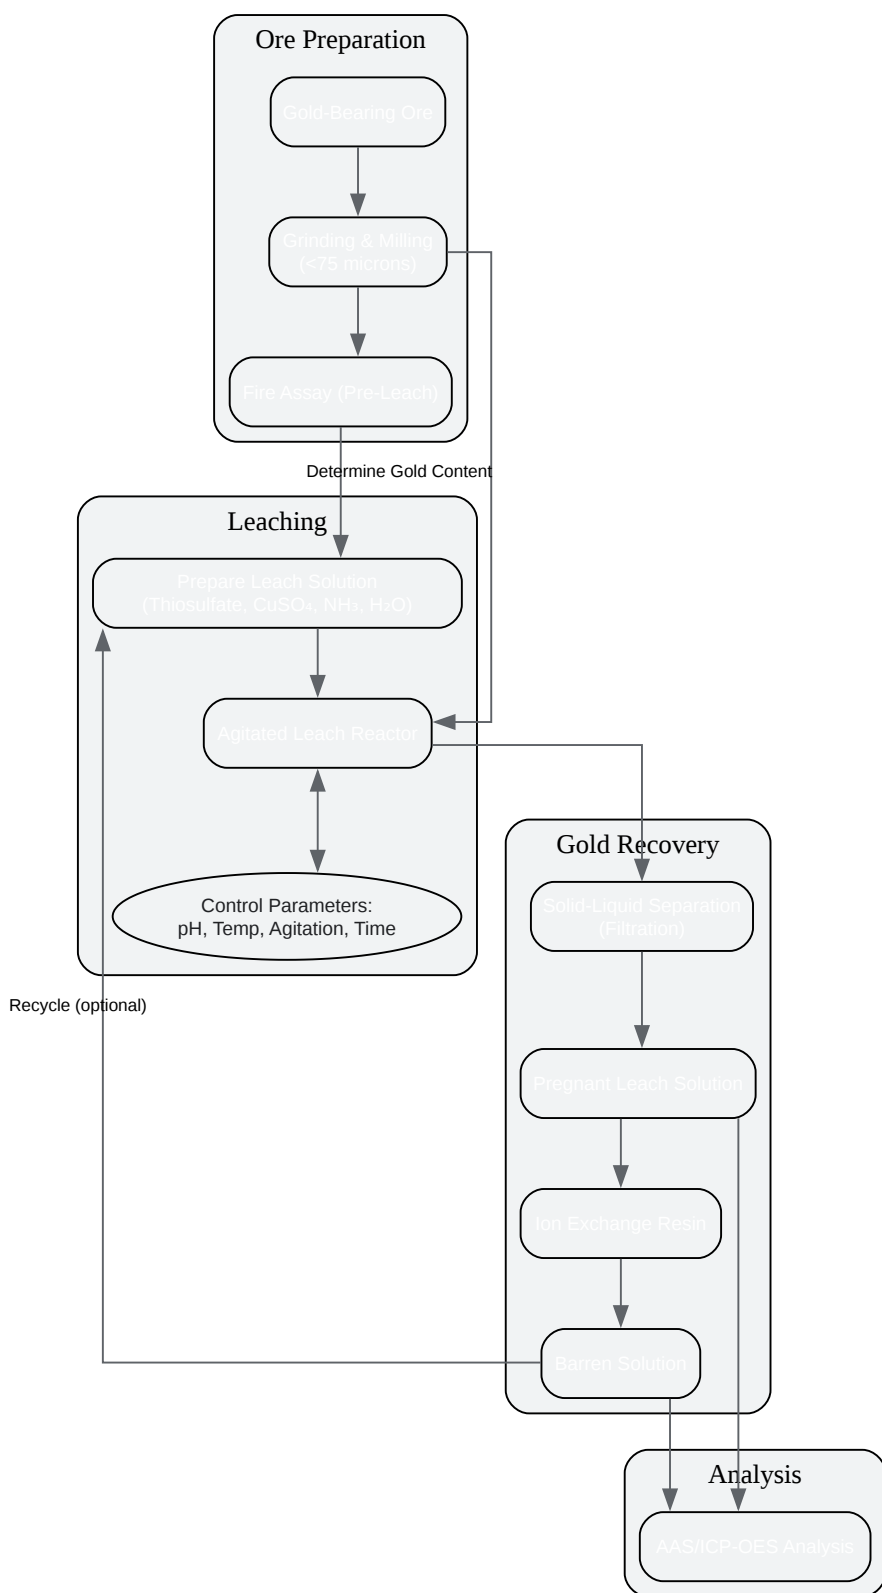 Ore Preparation
Gold-Bearing Ore
Grinding & Milling
(<75 microns)
Fire Assay (Pre-Leach)
Determine Gold Content
Leaching
Prepare Leach Solution
(Thiosulfate, CuSO₄, NH₃, H₂O)
Agitated Leach Reactor
Control Parameters:
pH, Temp, Agitation, Time
Gold Recovery
Solid-Liquid Separation
(Filtration)
Recycle (optional)
Pregnant Leach Solution
Ion Exchange Resin
Barren Solution
Analysis
AAS/ICP-OES Analysis